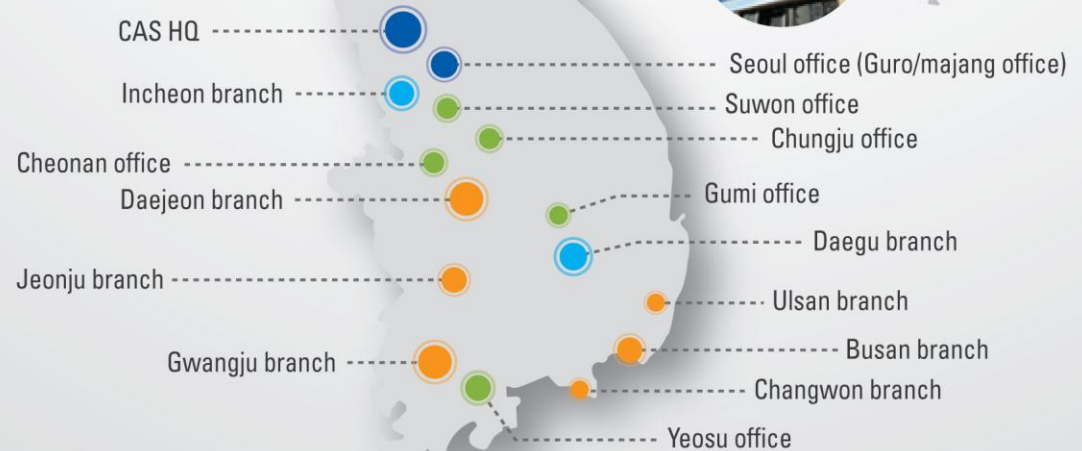 CAS HQ
Seoul office (Guro/majang office)
Incheon branch
Suwon office
Chungju office
Cheonan office
Daejeon branch
Gumi office
Daegu branch
Jeonju branch
Ulsan branch
Busan branch
Gwangju branch
Changwon branch
Yeosu office